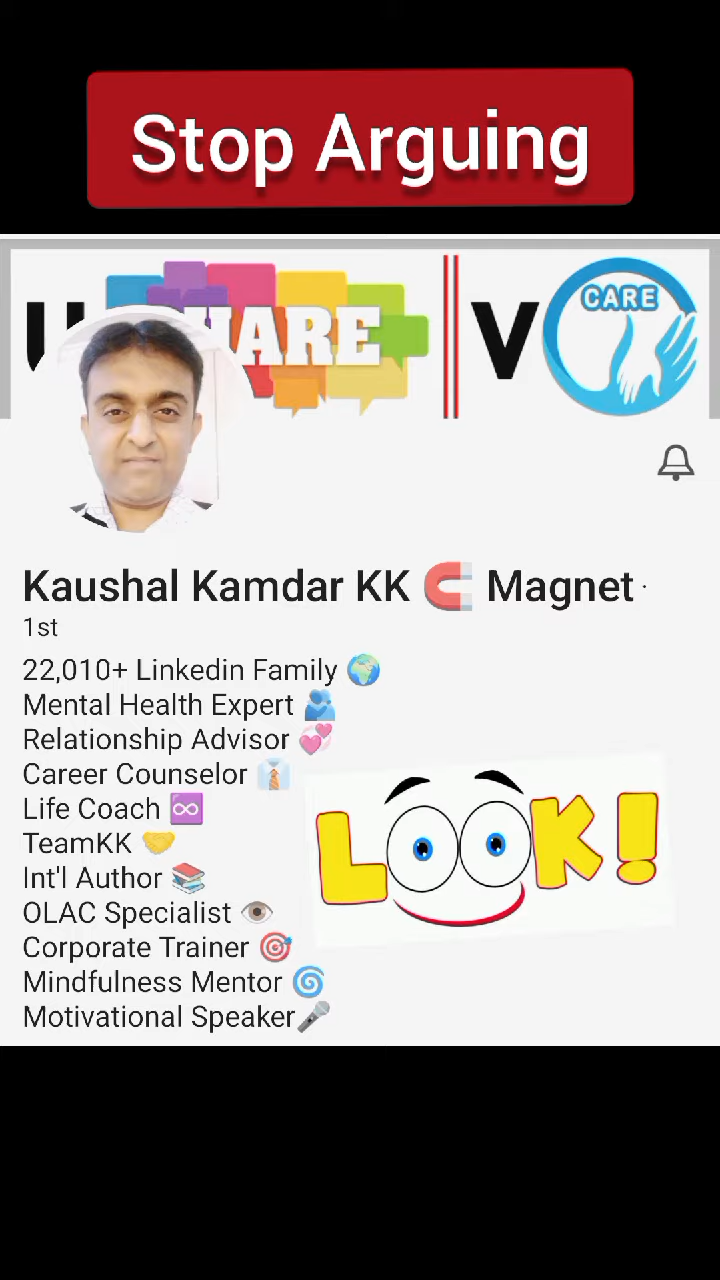 Stop Arguing
SHARE
V
CARE
Kaushal Kamdar KK 🧲 Magnet ·
1st
22,010+ Linkedin Family 🌍
Mental Health Expert 🫂
Relationship Advisor 💞
Career Counselor 👔
Life Coach ♾️
TeamKK 🤝
Int'l Author 📚
OLAC Specialist 👁️
Corporate Trainer 🎯
Mindfulness Mentor 🌀
Motivational Speaker🎤
LOOK!